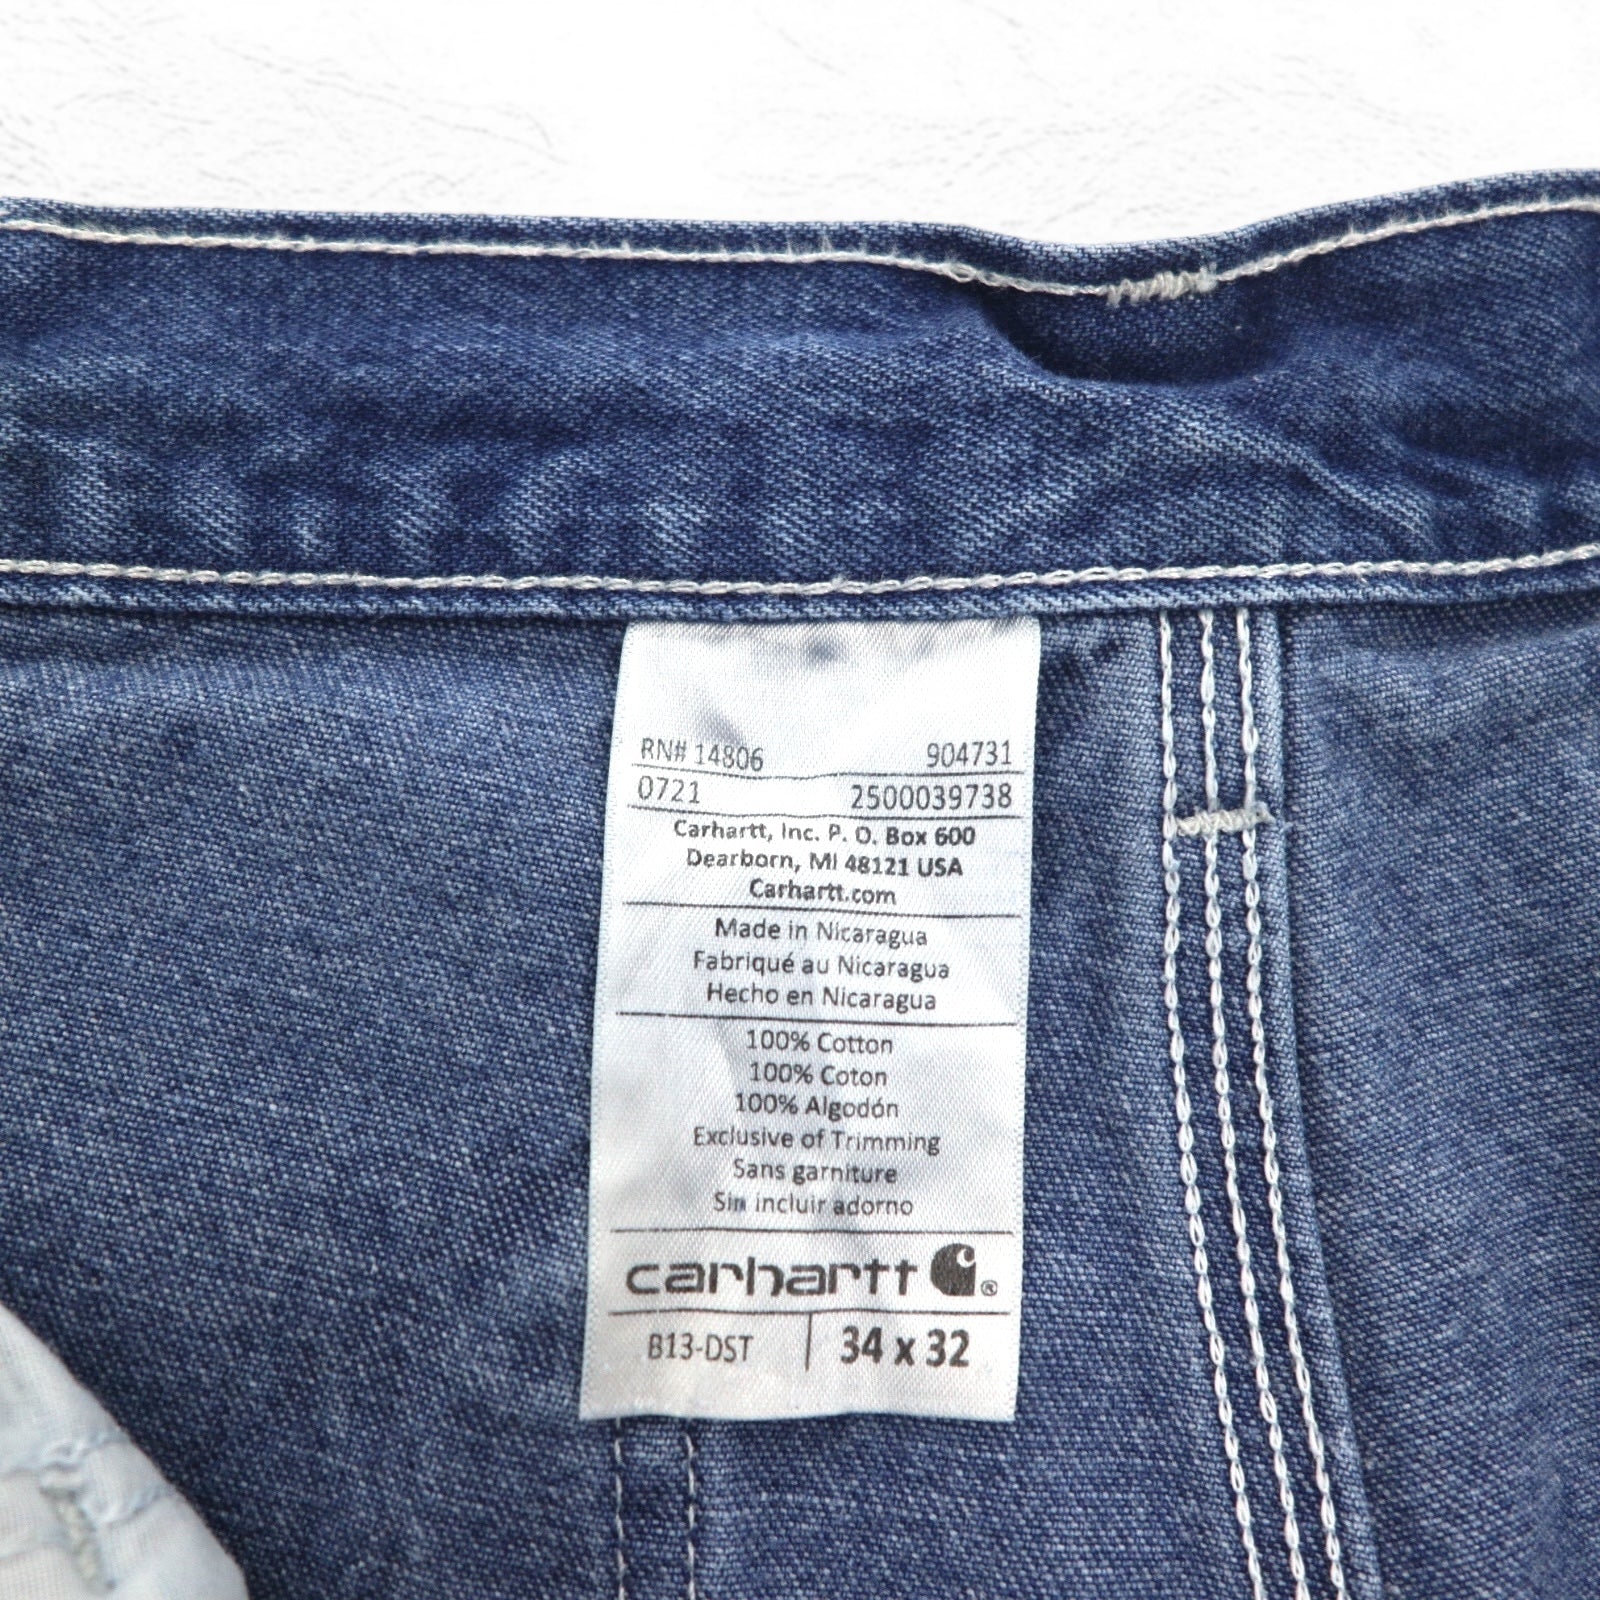 RN# 14806 904731
0721 2500039738
Carhartt, Inc. P. O. Box 600
Dearborn, MI 48121 USA
Carhartt.com
Made in Nicaragua
Fabriqué au Nicaragua
Hecho en Nicaragua
100% Cotton
100% Coton
100% Algodón
Exclusive of Trimming
Sans garniture
Sin incluir adorno
carhartt ®
B13-DST | 34 x 32